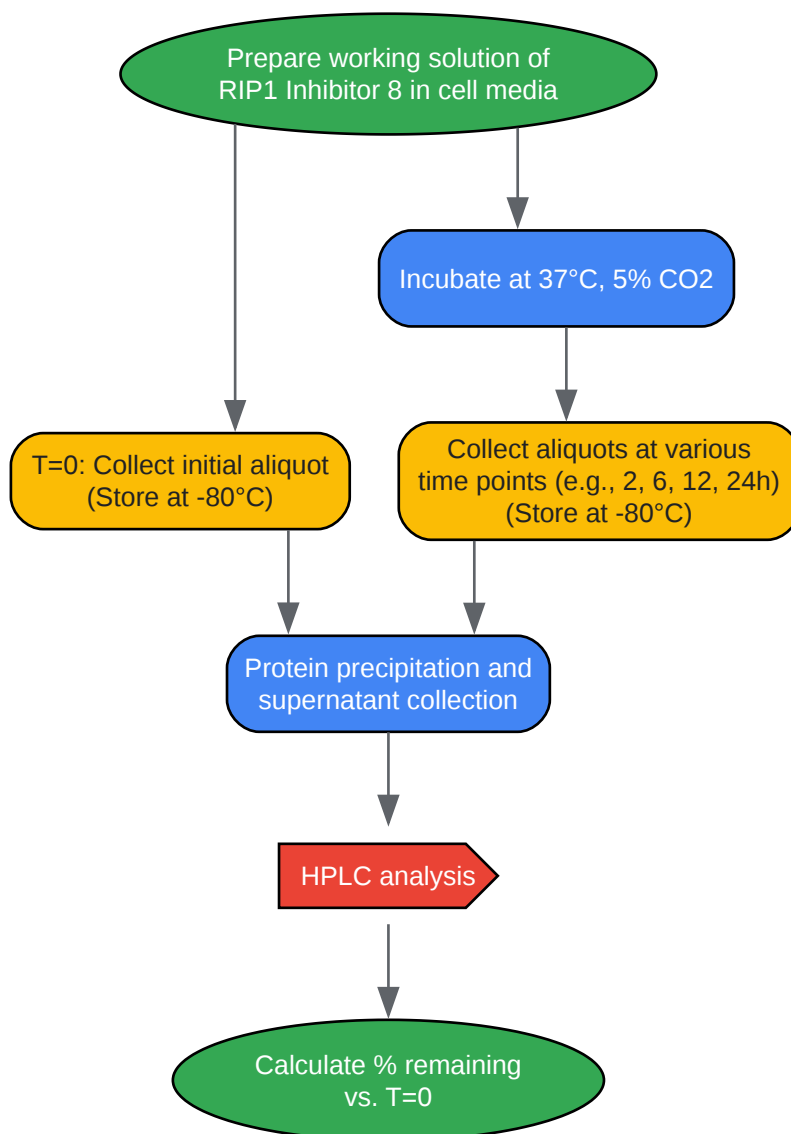 Prepare working solution of
RIP1 Inhibitor 8 in cell media
Incubate at 37°C, 5% CO2
T=0: Collect initial aliquot
(Store at -80°C)
Collect aliquots at various
time points (e.g., 2, 6, 12, 24h)
(Store at -80°C)
Protein precipitation and
supernatant collection
HPLC analysis
Calculate % remaining
vs. T=0